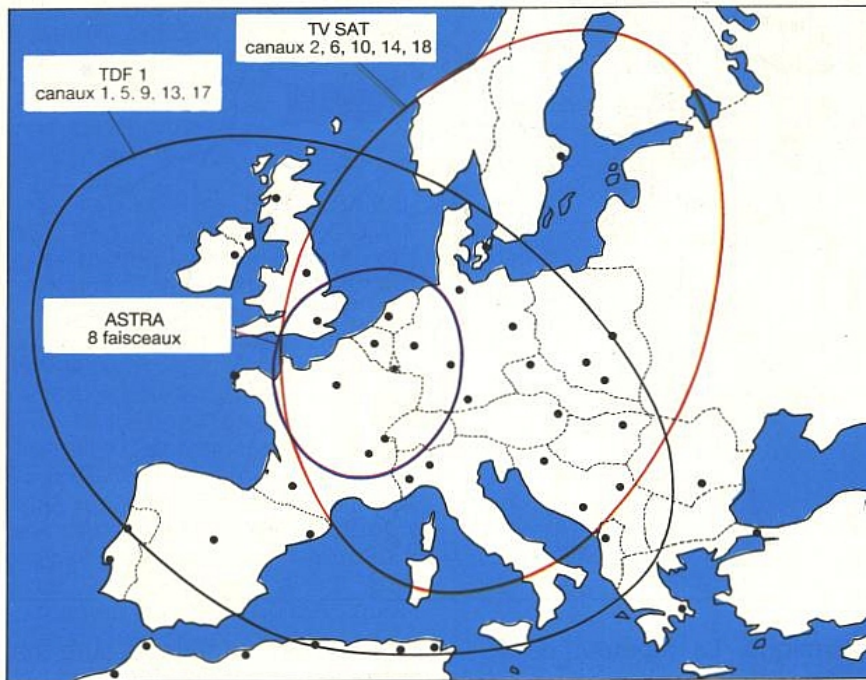 TV SAT
canaux 2, 6, 10, 14, 18
TDF 1
canaux 1, 5, 9, 13, 17
ASTRA
8 faisceaux